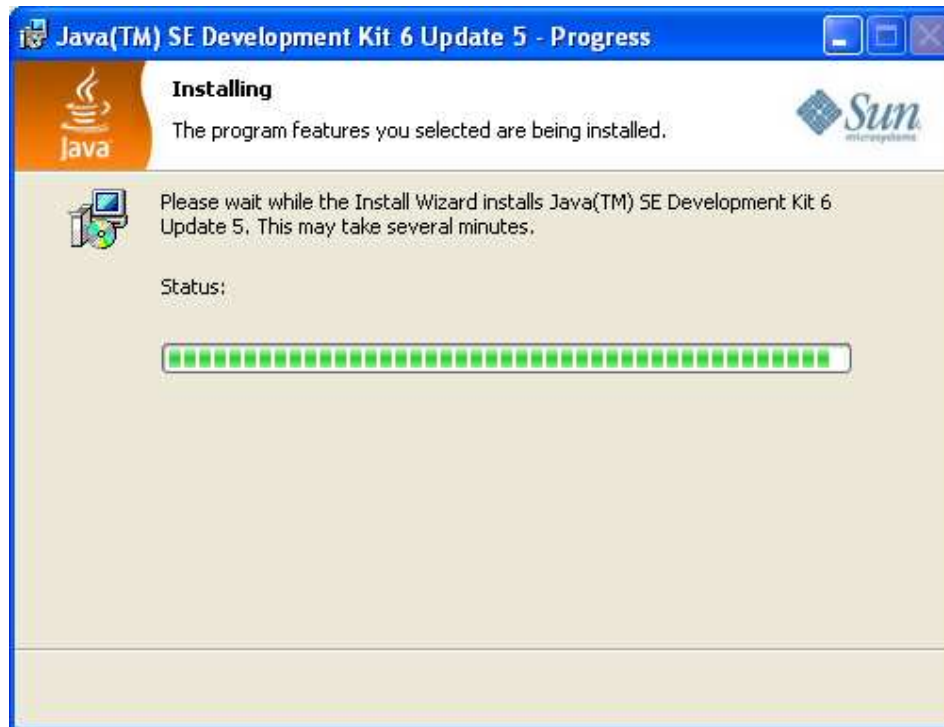 Java(TM) SE Development Kit 6 Update 5 - Progress
Installing
The program features you selected are being installed.
Java
Sun
microsystems
Please wait while the Install Wizard installs Java(TM) SE Development Kit 6
Update 5. This may take several minutes.
Status: